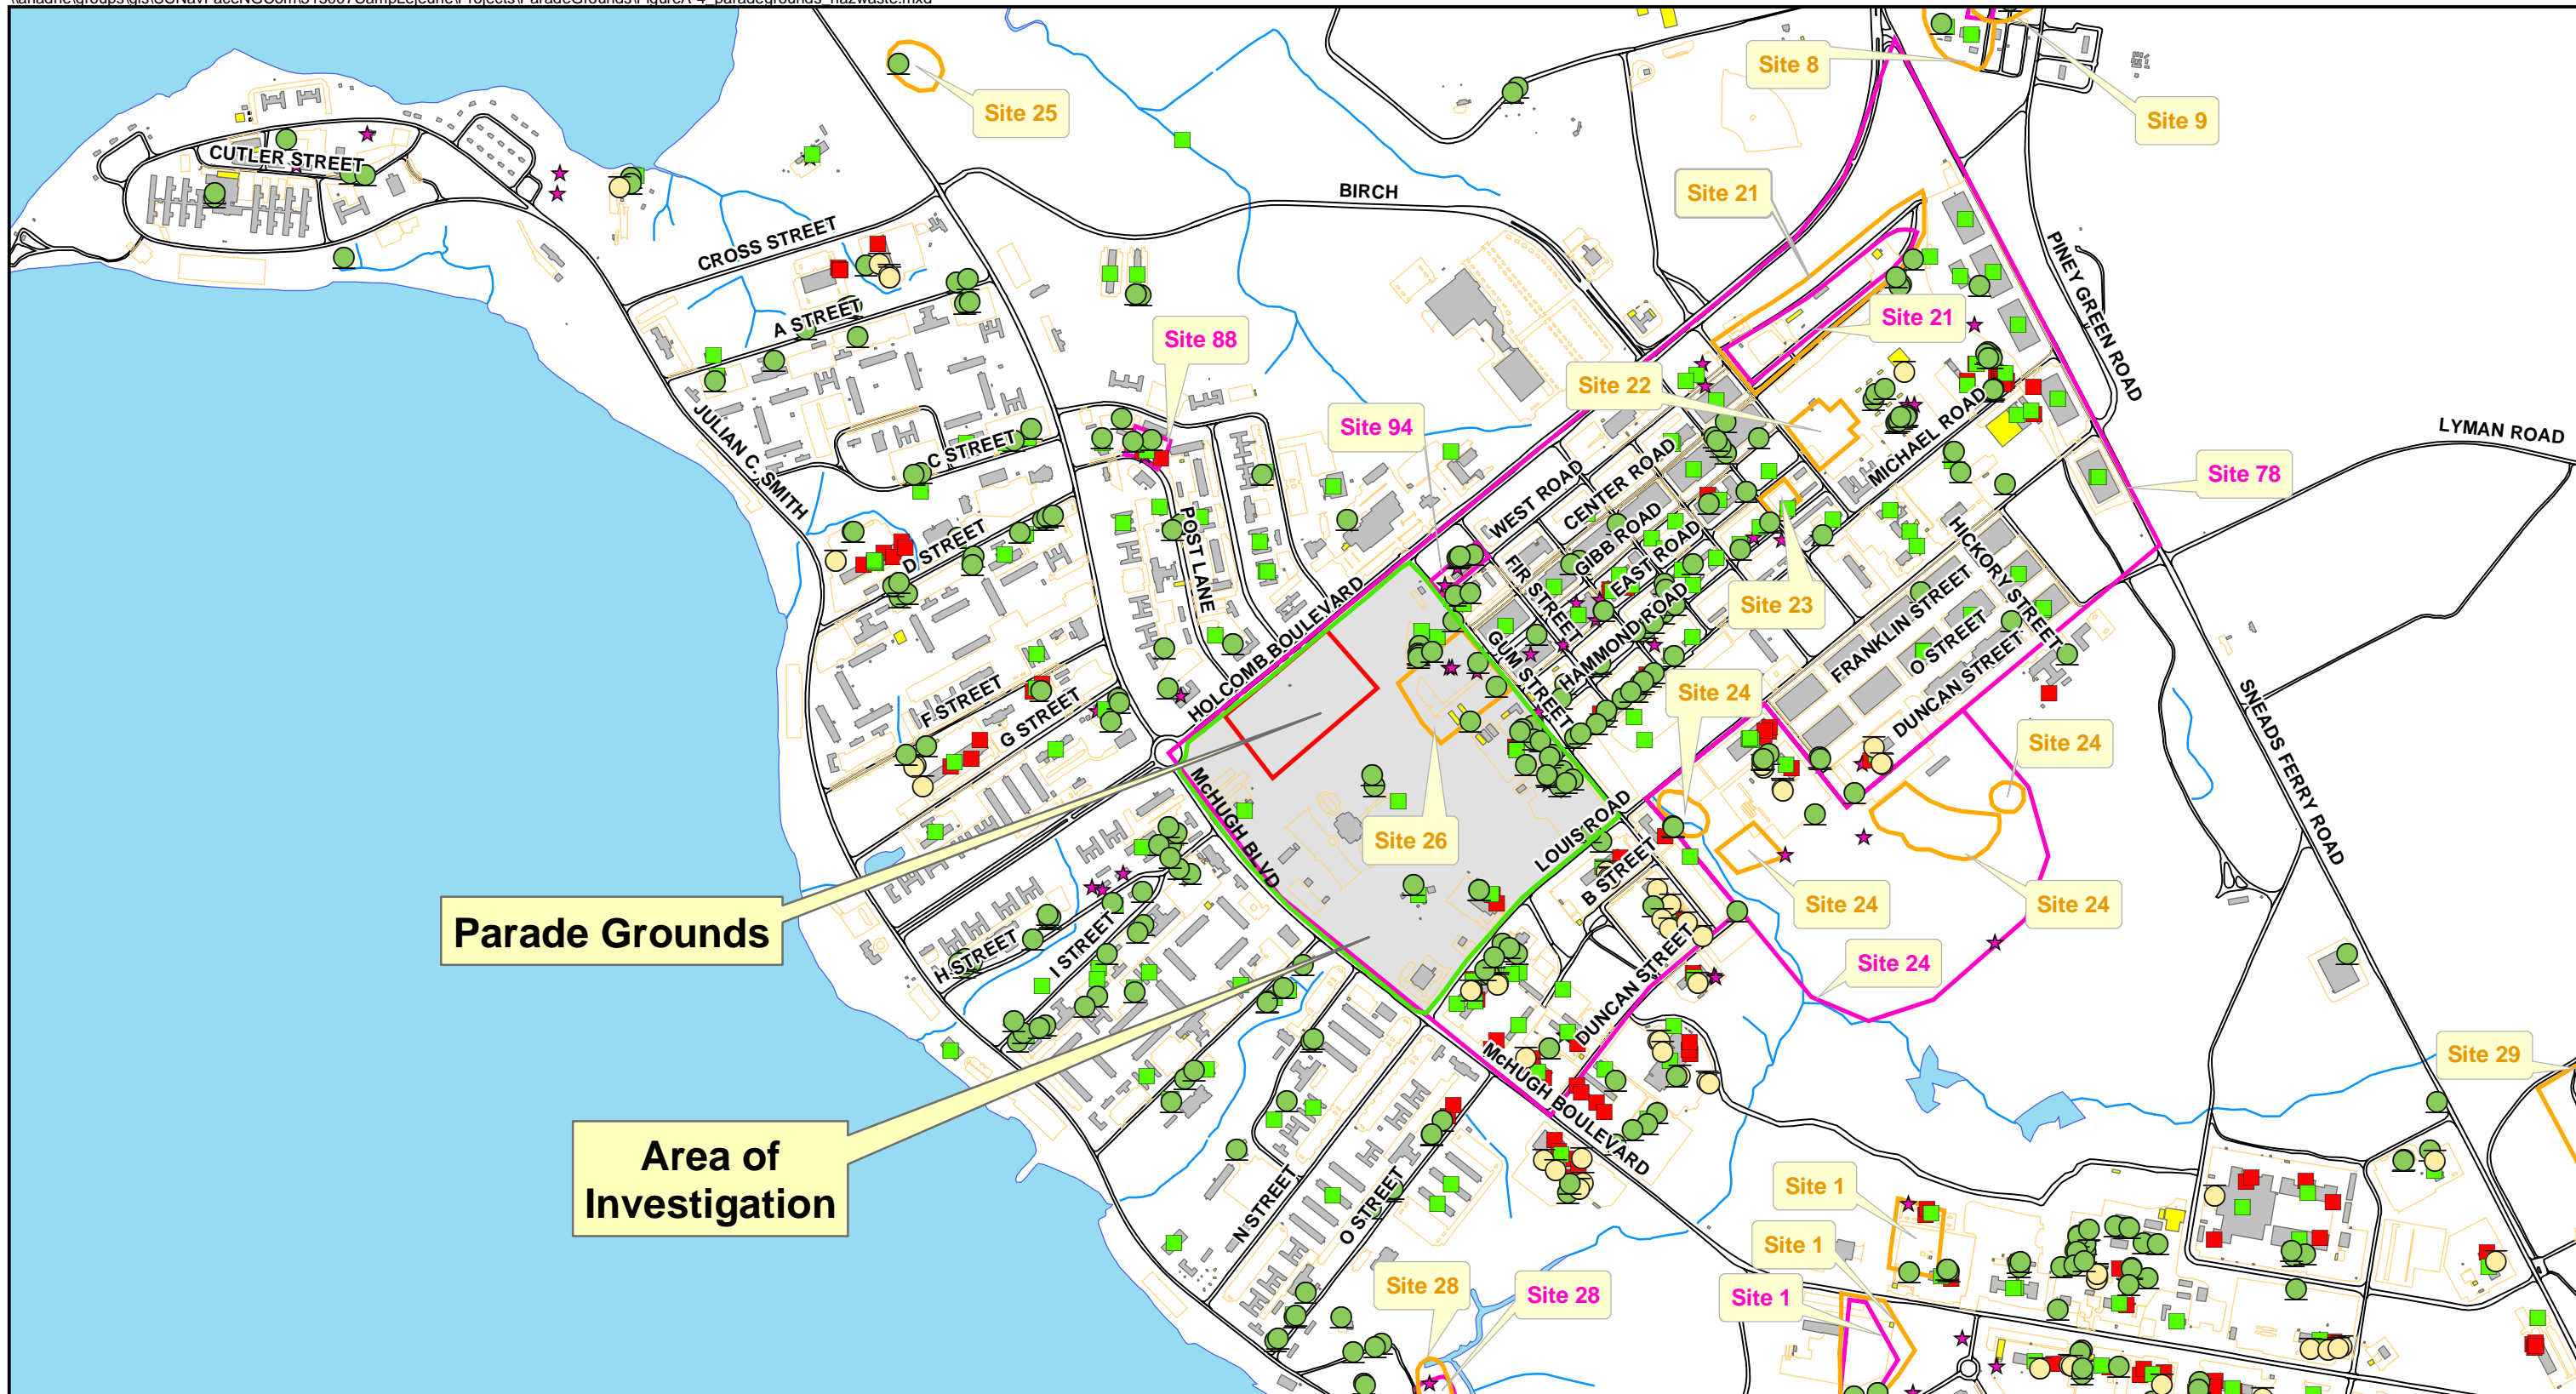 Site 8
Site 25
Site 9
CUTLER STREET
BIRCH
Site 21
CROSS STREET
PINEY GREEN ROAD
A STREET
Site 21
Site 88
Site 22
JULIAN C. SMITH
Site 94
MICHAEL ROAD
LYMAN ROAD
C STREET
WEST ROAD
CENTER ROAD
Site 78
D STREET
POST LANE
GIBB ROAD
EAST ROAD
FIR STREET
HICKORY STREET
FRANKLIN STREET
Site 23
HAMMOND ROAD
O STREET
HOLCOMB BOULEVARD
GUM STREET
DUNCAN STREET
F STREET
G STREET
Site 24
SNEADS FERRY ROAD
Site 24
McHUGH BLVD
LOUIS ROAD
Site 26
B STREET
Parade Grounds
Site 24
Site 24
H STREET
I STREET
DUNCAN STREET
Site 24
Site 29
McHUGH BOULEVARD
Area of
Investigation
N STREET
O STREET
Site 1
Site 1
Site 28
Site 28
Site 1